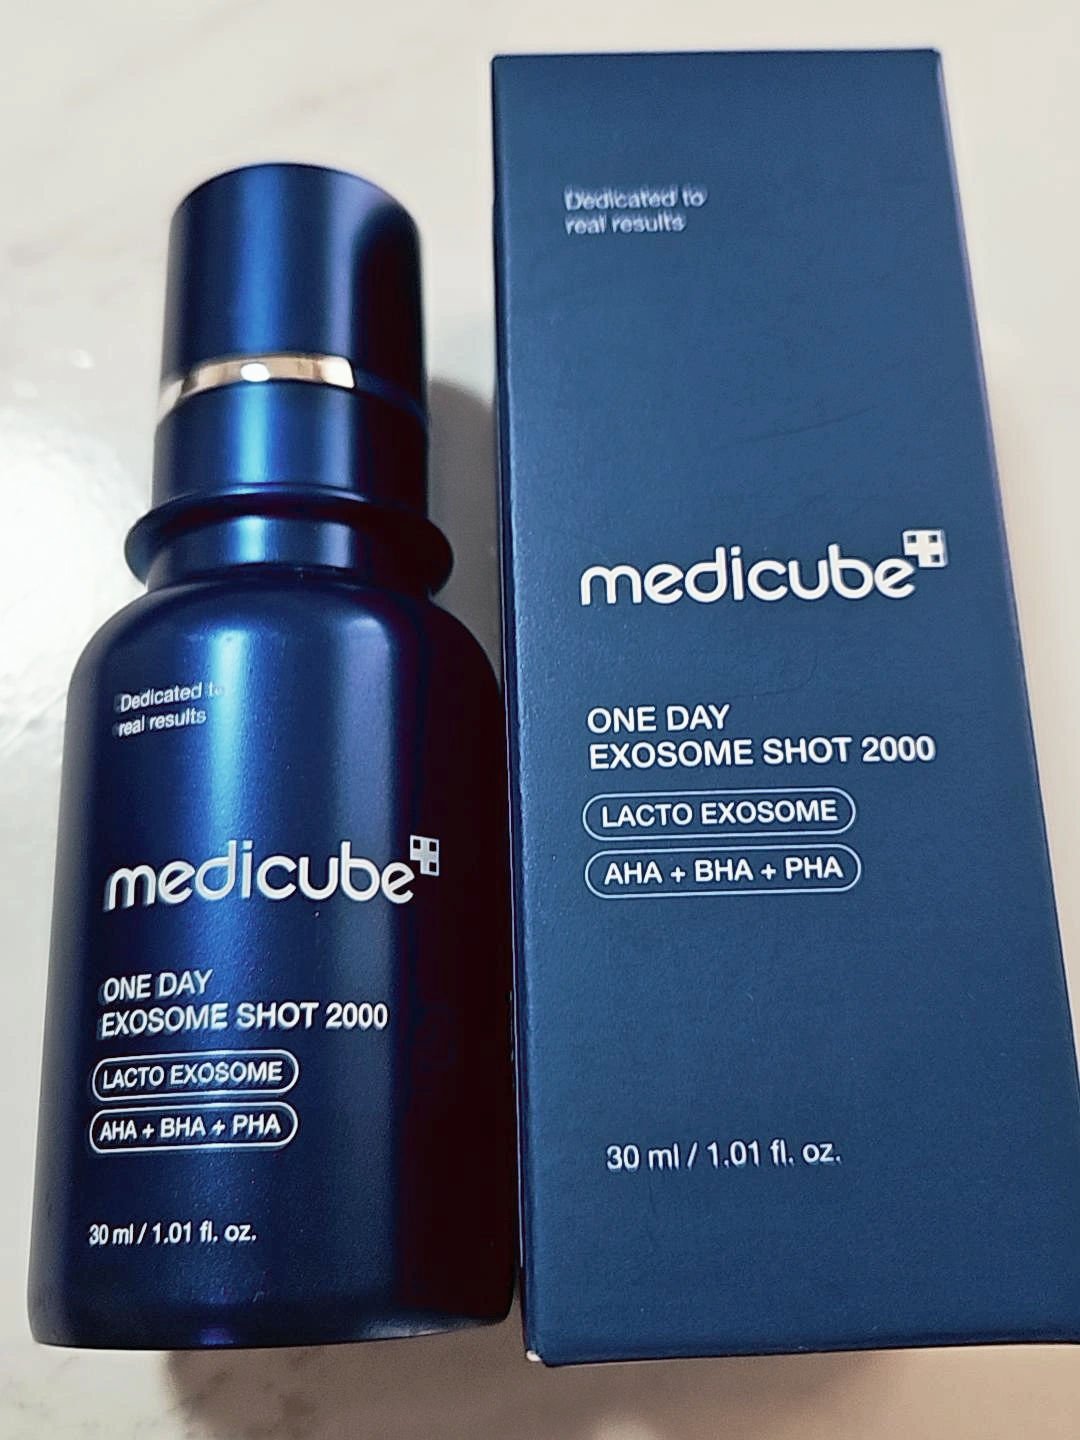 Dedicated to
real results
medicube
ONE DAY
EXOSOME SHOT 2000
LACTO EXOSOME
AHA + BHA + PHA
30 ml / 1.01 fl. oz.
Dedicated to
real results
medicube
ONE DAY
EXOSOME SHOT 2000
LACTO EXOSOME
AHA + BHA + PHA
30 ml / 1.01 fl. oz.